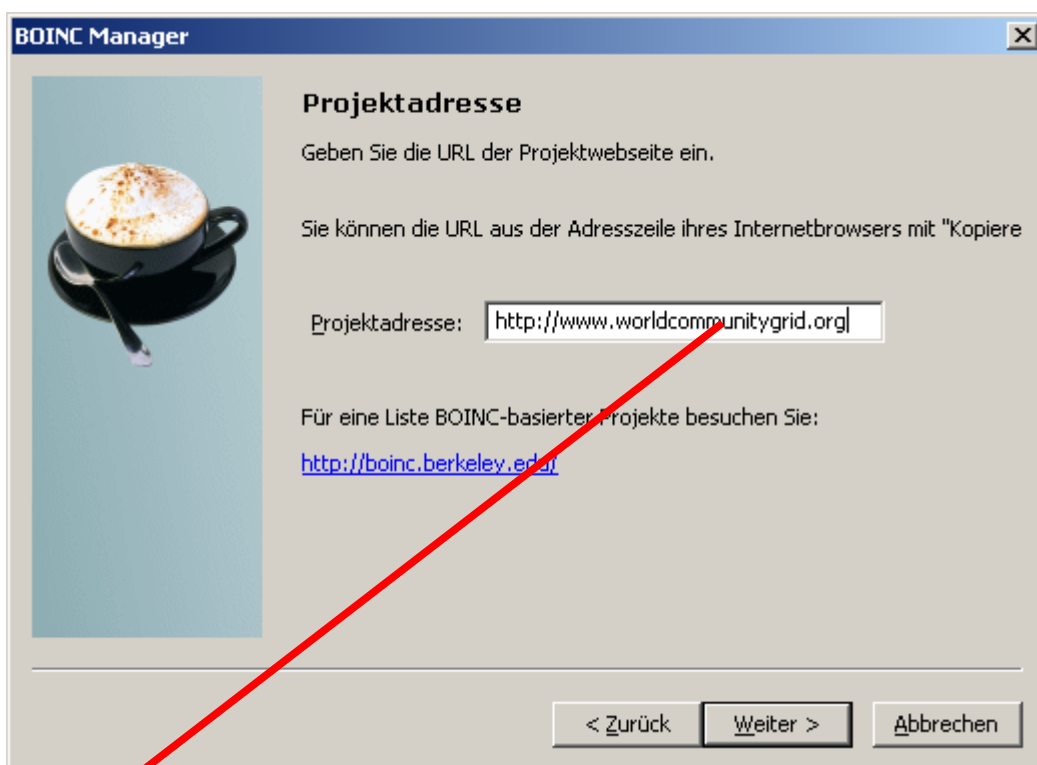 BOINC Manager
Projektadresse
Geben Sie die URL der Projektwebseite ein.
Sie können die URL aus der Adresszeile ihres Internetbrowsers mit "Kopiere
Projektadresse: http://www.worldcommunitygrid.org
Für eine Liste BOINC-basierter Projekte besuchen Sie:
http://boinc.berkeley.edu/
< Zurück Weiter > Abbrechen